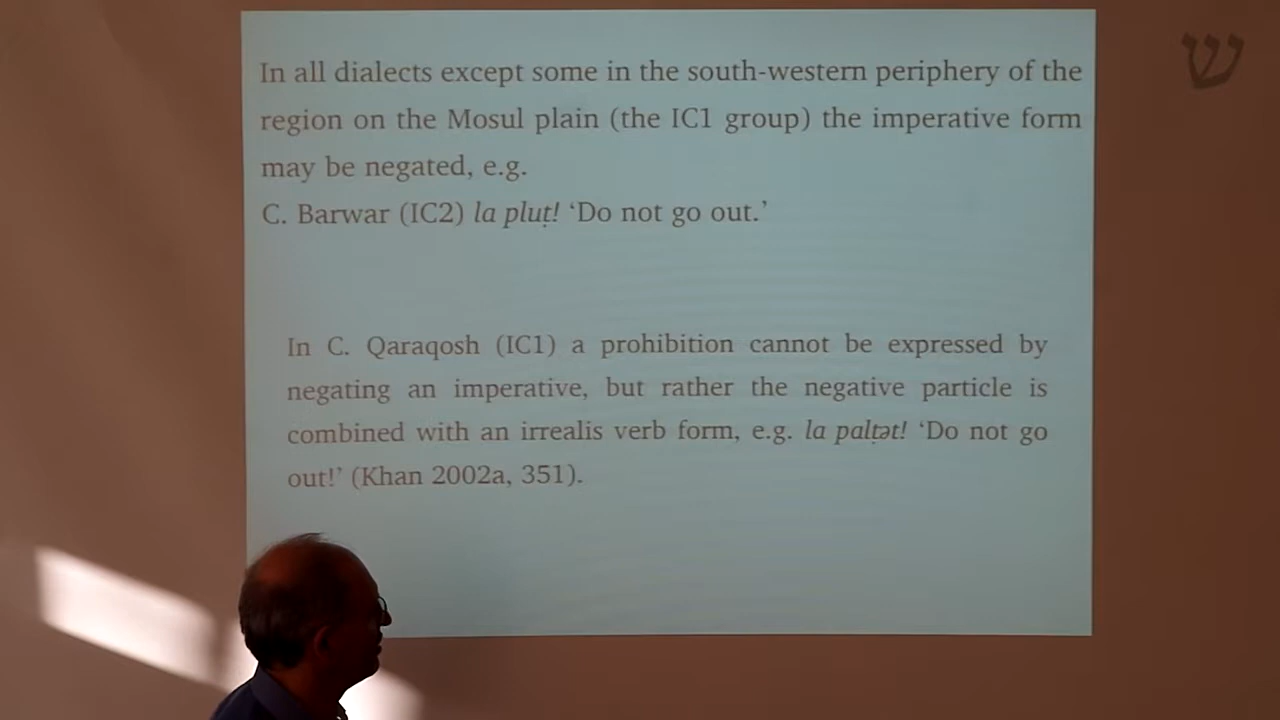 ש
In all dialects except some in the south-western periphery of the
region on the Mosul plain (the IC1 group) the imperative form
may be negated, e.g.
C. Barwar (IC2) la pluṭ! ‘Do not go out.’
In C. Qaraqosh (IC1) a prohibition cannot be expressed by
negating an imperative, but rather the negative particle is
combined with an irrealis verb form, e.g. la palṭət! ‘Do not go
out!’ (Khan 2002a, 351).